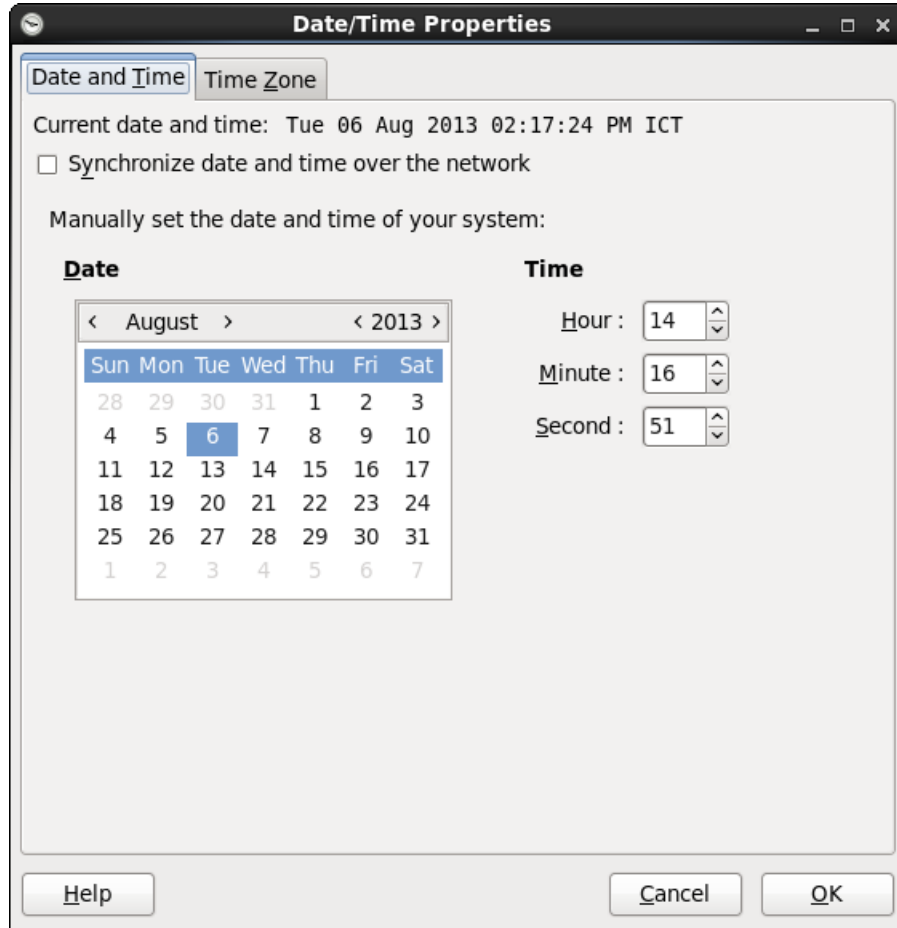 Date/Time Properties
Date and Time Time Zone
Current date and time: Tue 06 Aug 2013 02:17:24 PM ICT
Synchronize date and time over the network
Manually set the date and time of your system:
Date
< August > < 2013 >
Sun Mon Tue Wed Thu Fri Sat
28 29 30 31 1 2 3
4 5 6 7 8 9 10
11 12 13 14 15 16 17
18 19 20 21 22 23 24
25 26 27 28 29 30 31
1 2 3 4 5 6 7
Time
Hour : 14
Minute : 16
Second : 51
Help Cancel OK